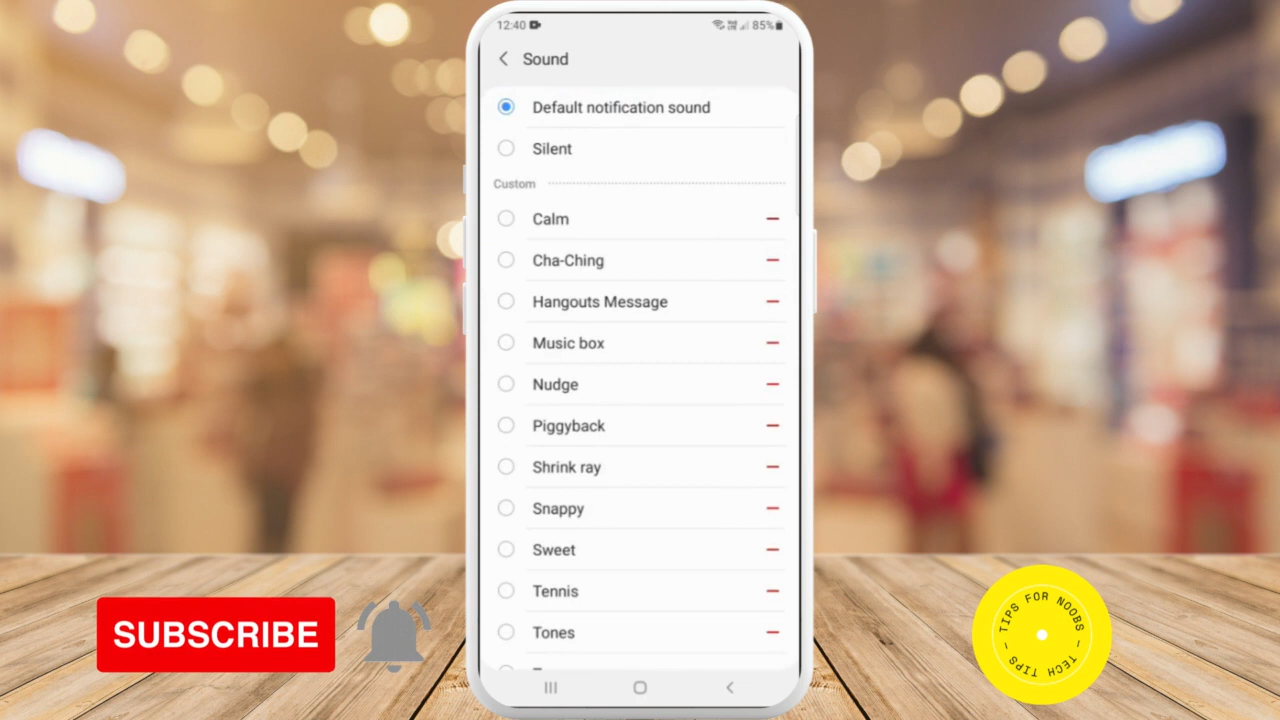 12:40
85%
Sound
Default notification sound
Silent
Custom
Calm
Cha-Ching
Hangouts Message
Music box
Nudge
Piggyback
Shrink ray
Snappy
Sweet
Tennis
Tones
SUBSCRIBE
TIPS FOR NOOBS –
TECH TIPS –